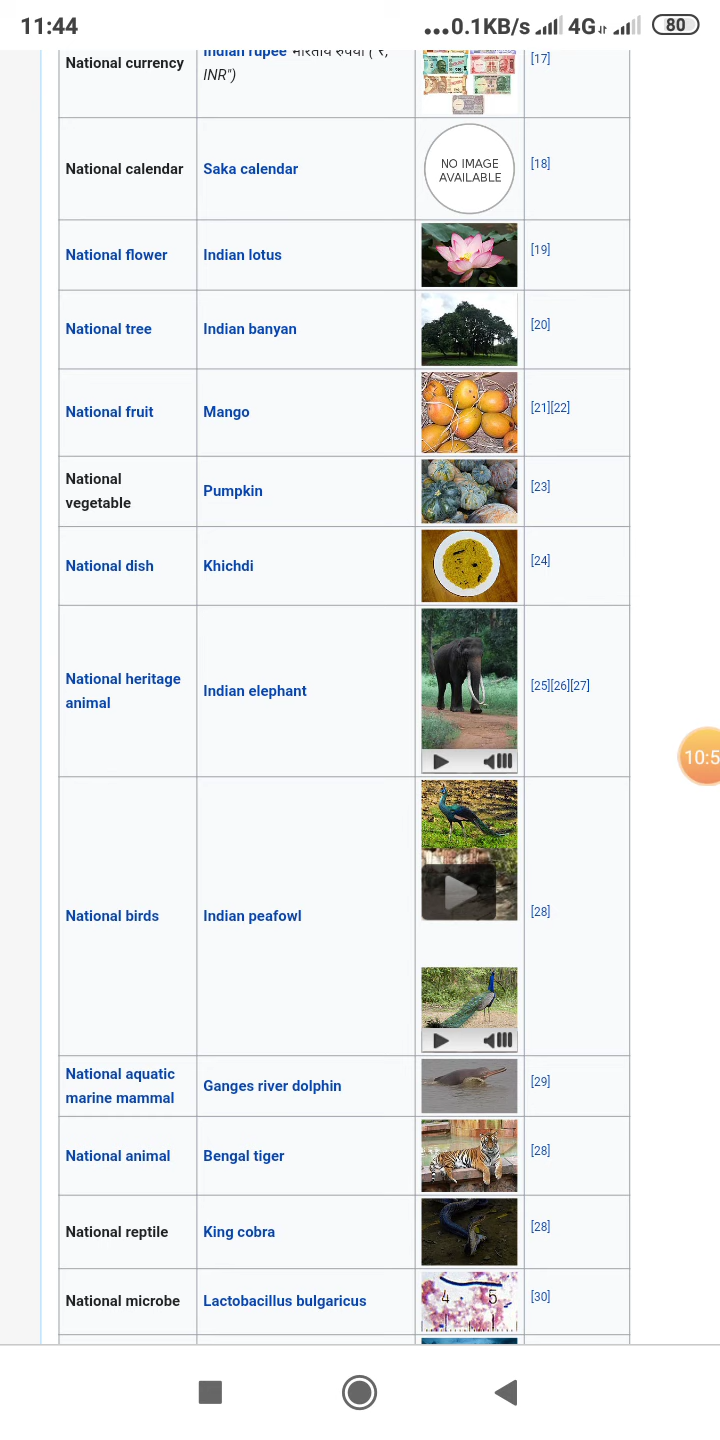 11:44
...0.1KB/s 4G 80
National currency
Indian rupee भारतीय रुपया ( ₹,
INR")
[17]
National calendar
Saka calendar
NO IMAGE
AVAILABLE
[18]
National flower
Indian lotus
[19]
National tree
Indian banyan
[20]
National fruit
Mango
[21][22]
National
vegetable
Pumpkin
[23]
National dish
Khichdi
[24]
National heritage
animal
Indian elephant
[25][26][27]
10:5
National birds
Indian peafowl
[28]
National aquatic
marine mammal
Ganges river dolphin
[29]
National animal
Bengal tiger
[28]
National reptile
King cobra
[28]
National microbe
Lactobacillus bulgaricus
4 5
[30]